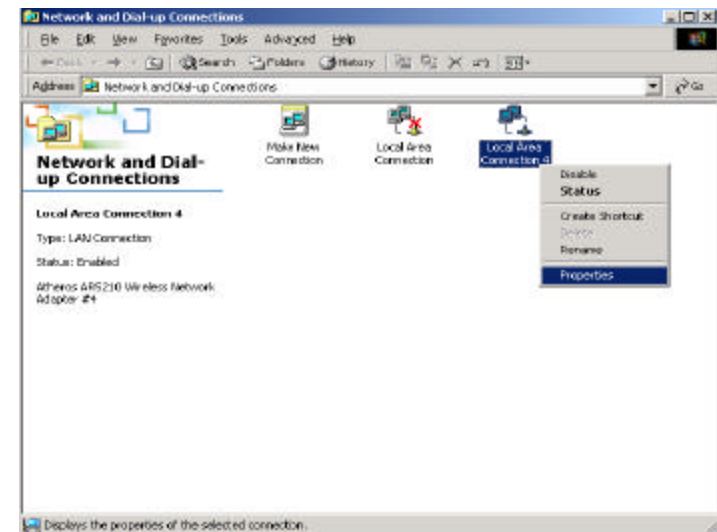 Network and Dial-up Connections
File Edit View Favorites Tools Advanced Help
Back Search Folders History
Address Network and Dial-up Connections Go
Make New Connection
Local Area Connection
Local Area Connection 4
Network and Dial-up Connections
Local Area Connection 4
Type: LAN Connection
Status: Enabled
Atheros AR5210 Wireless Network
Adapter #4
Disable
Status
Create Shortcut
Delete
Rename
Properties
Displays the properties of the selected connection.